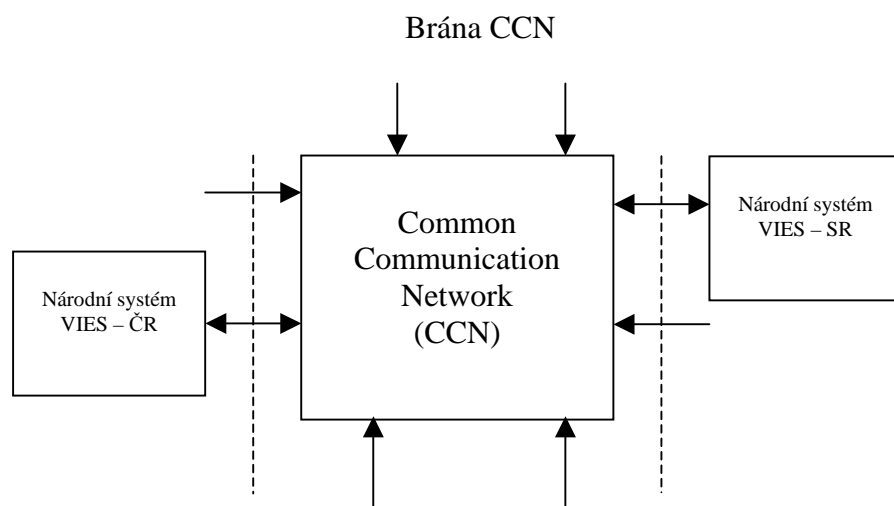 Brána CCN
Common
Communication
Network
(CCN)
Národní systém
VIES – SR
Národní systém
VIES – ČR